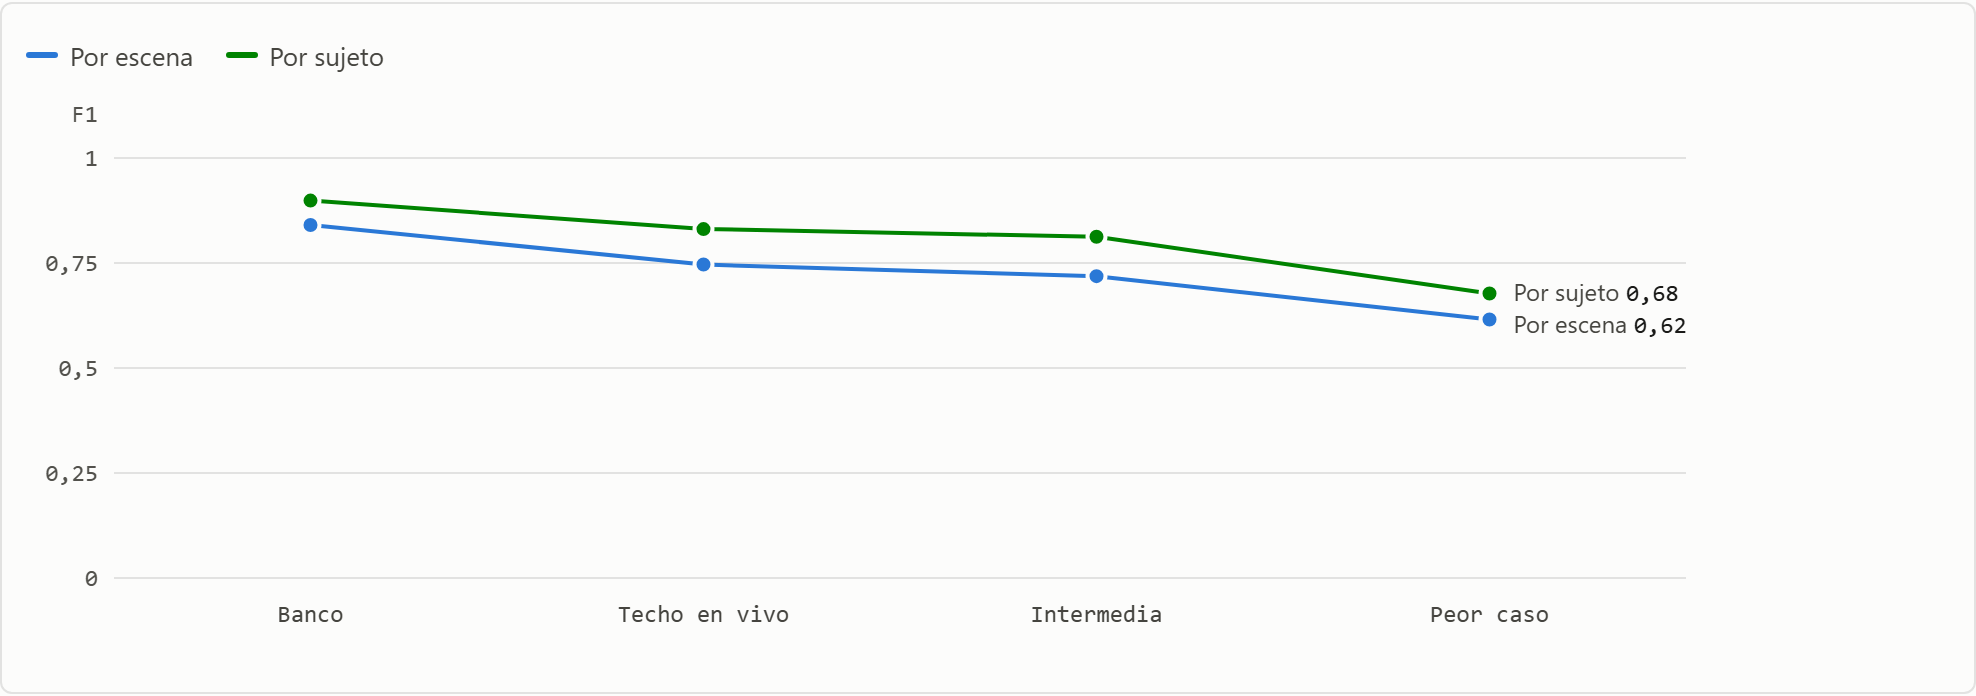 Por escena Por sujeto
F1
1
0,75
0,5
0,25
0
Por sujeto 0,68
Por escena 0,62
Banco Techo en vivo Intermedia Peor caso